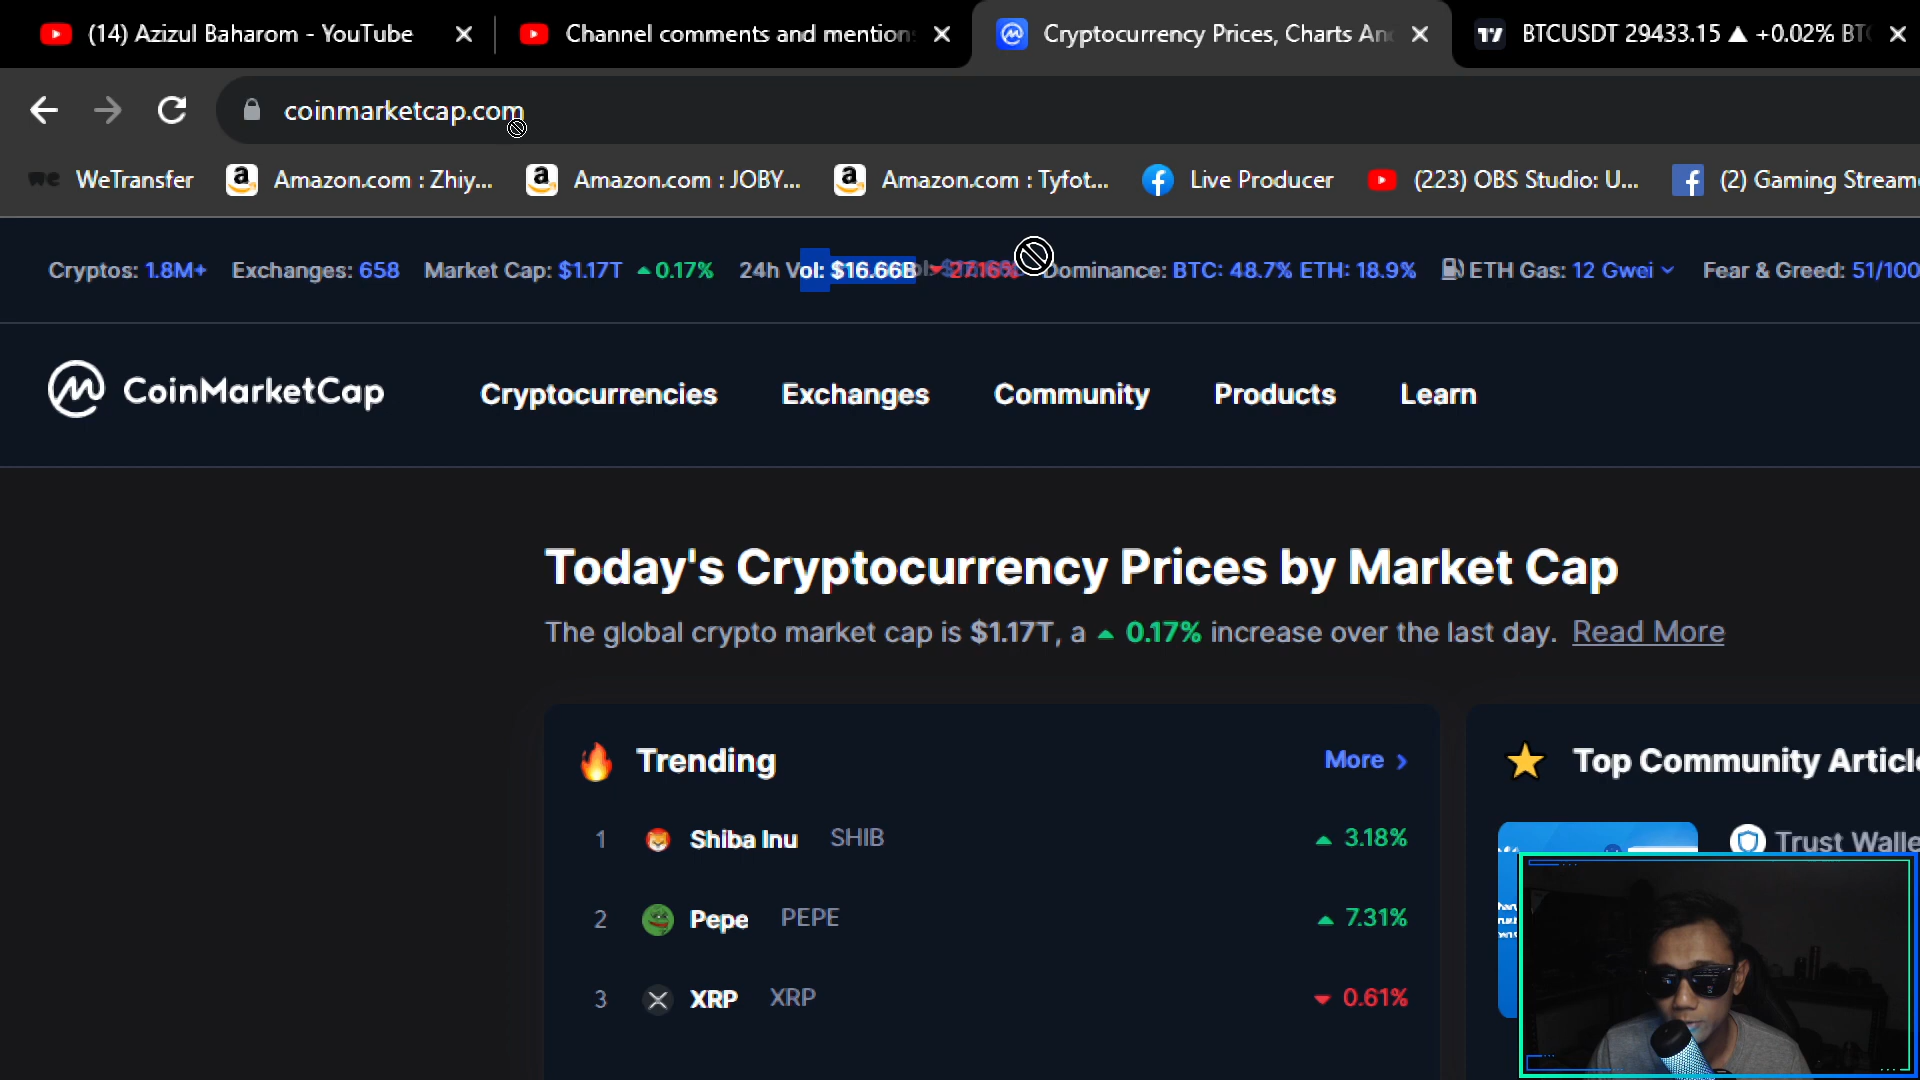 (14) Azizul Baharom - YouTube
Channel comments and mention
Cryptocurrency Prices, Charts An
BTCUSDT 29433.15 ▲ +0.02% BT
coinmarketcap.com
WeTransfer
Amazon.com : Zhiy...
Amazon.com : JOBY...
Amazon.com : Tyfot...
Live Producer
(223) OBS Studio: U...
(2) Gaming Stream
Cryptos: 1.8M+ Exchanges: 658 Market Cap: $1.17T 0.17% 24h Vol: $16.66B 27.16% Dominance: BTC: 48.7% ETH: 18.9% ETH Gas: 12 Gwei Fear & Greed: 51/100
CoinMarketCap
Cryptocurrencies Exchanges Community Products Learn
Today's Cryptocurrency Prices by Market Cap
The global crypto market cap is $1.17T, a 0.17% increase over the last day. Read More
Trending More
1 Shiba Inu SHIB 3.18%
2 Pepe PEPE 7.31%
3 XRP XRP 0.61%
Top Community Article
Trust Walle